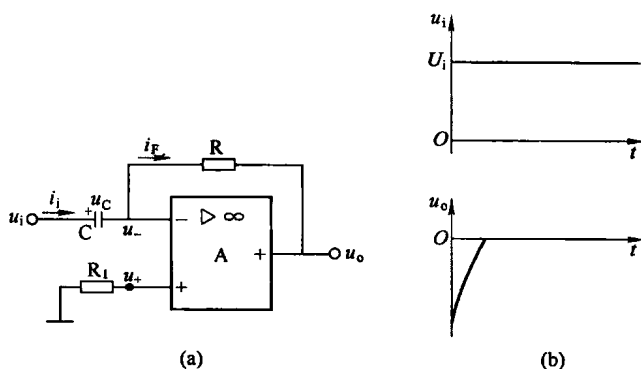 i_F
R
i_i
u_C
+
u_i
C
u_-
−
▷ ∞
A
+
u_o
R_1
u_+
+
(a)
u_i
U_i
O
t
u_o
O
t
(b)